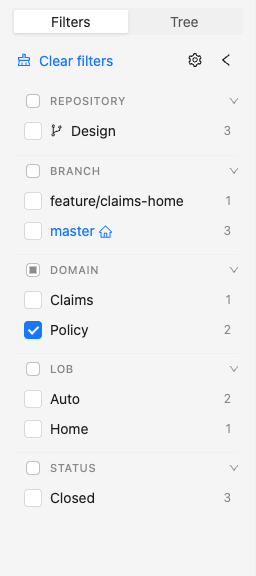 Filters Tree
Clear filters
REPOSITORY
Design 3
BRANCH
feature/claims-home 1
master 3
DOMAIN
Claims 1
Policy 2
LOB
Auto 2
Home 1
STATUS
Closed 3